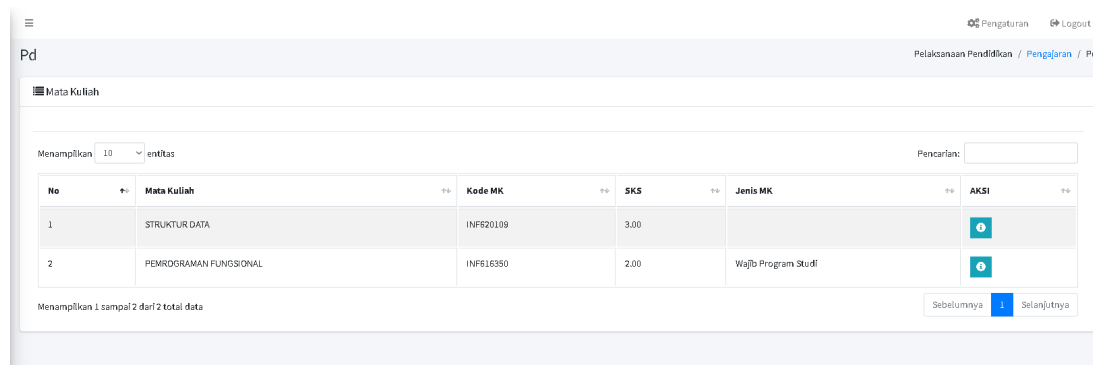 Pengaturan Logout
Pd
Pelaksanaan Pendidikan / Pengajaran /
Mata Kuliah
Menampilkan 10 entitas
Pencarian:
No Mata Kuliah Kode MK SKS Jenis MK AKSI
1 STRUKTUR DATA INF620109 3.00
2 PEMROGRAMAN FUNGSIONAL INF616350 2.00 Wajib Program Studi
Menampilkan 1 sampai 2 dari 2 total data
Sebelumnya 1 Selanjutnya